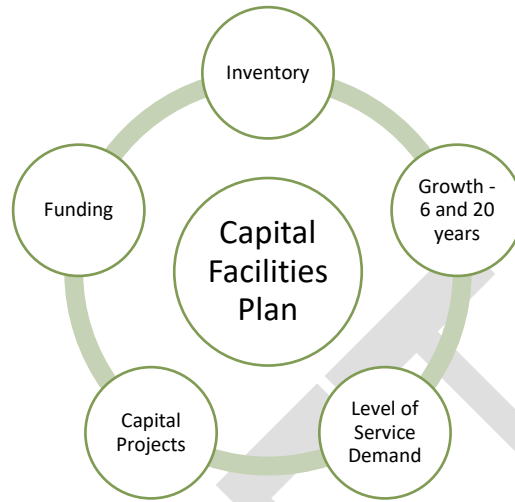 Inventory
Growth -
6 and 20
years
Level of
Service
Demand
Capital
Projects
Funding
Capital
Facilities
Plan